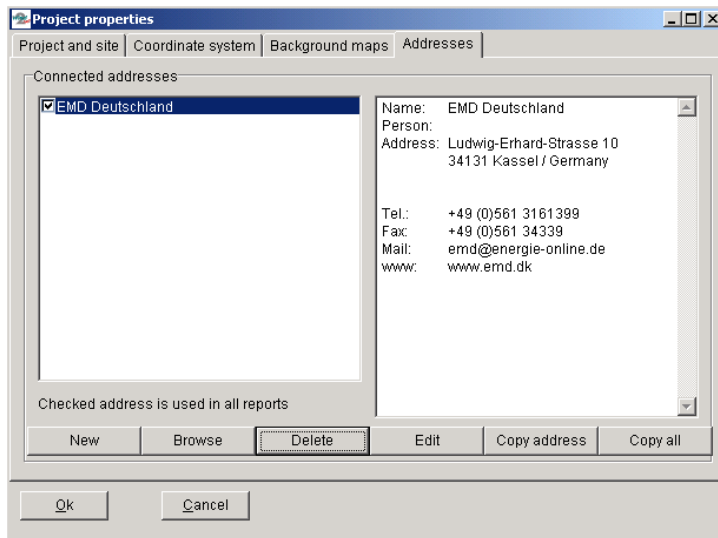 Project properties
Project and site
Coordinate system
Background maps
Addresses
Connected addresses
EMD Deutschland
Name: EMD Deutschland
Person:
Address: Ludwig-Erhard-Strasse 10
34131 Kassel / Germany
Tel.: +49 (0)561 3161399
Fax: +49 (0)561 34339
Mail: emd@energie-online.de
www: www.emd.dk
Checked address is used in all reports
New
Browse
Delete
Edit
Copy address
Copy all
Ok
Cancel